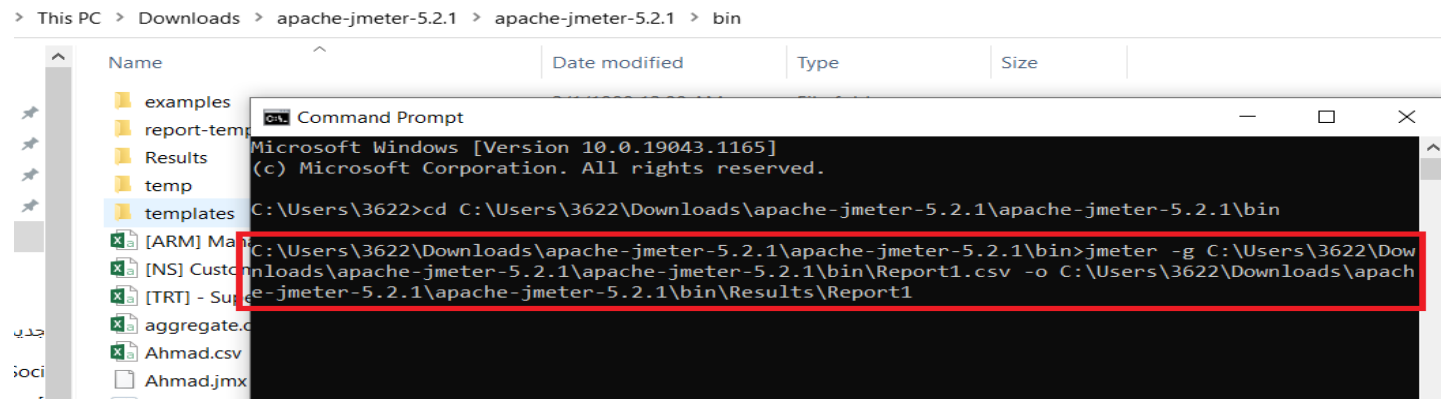 > This PC > Downloads > apache-jmeter-5.2.1 > apache-jmeter-5.2.1 > bin
Name Date modified Type Size
examples
report-temp
Results
temp
templates
[ARM] Man
[NS] Custom
[TRT] - Supe
aggregate.c
Ahmad.csv
Ahmad.jmx
جديد
Soci
Command Prompt
Microsoft Windows [Version 10.0.19043.1165]
(c) Microsoft Corporation. All rights reserved.
C:\Users\3622>cd C:\Users\3622\Downloads\apache-jmeter-5.2.1\apache-jmeter-5.2.1\bin
C:\Users\3622\Downloads\apache-jmeter-5.2.1\apache-jmeter-5.2.1\bin>jmeter -g C:\Users\3622\Dow
nloads\apache-jmeter-5.2.1\apache-jmeter-5.2.1\bin\Report1.csv -o C:\Users\3622\Downloads\apach
e-jmeter-5.2.1\apache-jmeter-5.2.1\bin\Results\Report1